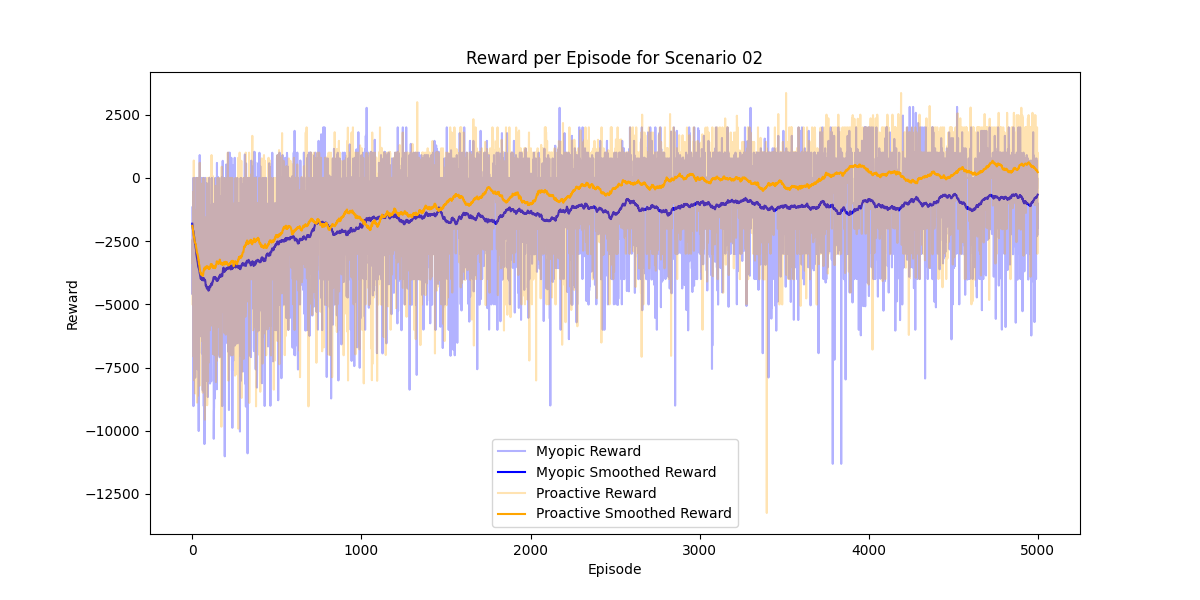 Reward per Episode for Scenario 02
2500
0
−2500
−5000
−7500
−10000
−12500
Reward
Myopic Reward
Myopic Smoothed Reward
Proactive Reward
Proactive Smoothed Reward
0 1000 2000 3000 4000 5000
Episode